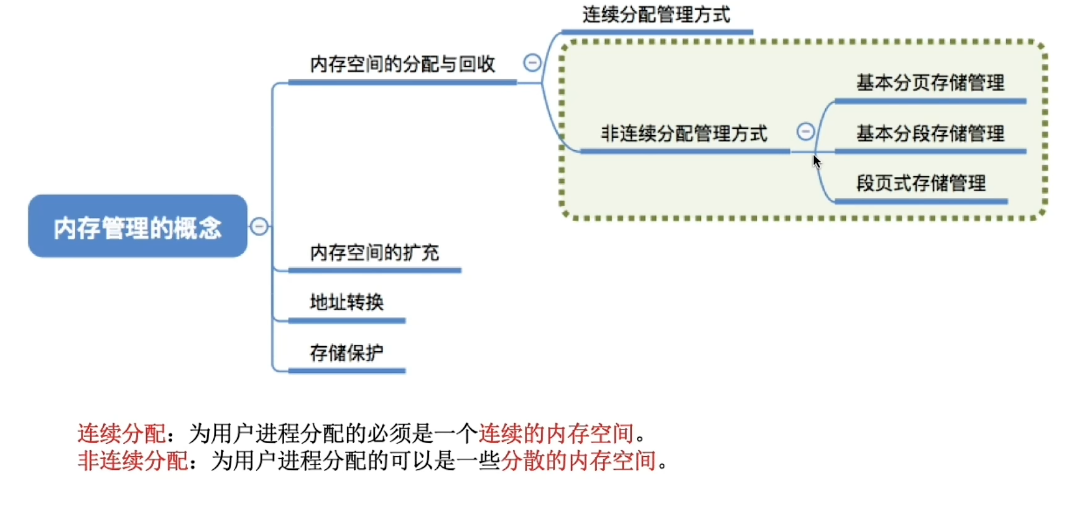 连续分配管理方式
内存空间的分配与回收
基本分页存储管理
非连续分配管理方式
基本分段存储管理
段页式存储管理
内存管理的概念
内存空间的扩充
地址转换
存储保护
连续分配：为用户进程分配的必须是一个连续的内存空间。
非连续分配：为用户进程分配的可以是一些分散的内存空间。